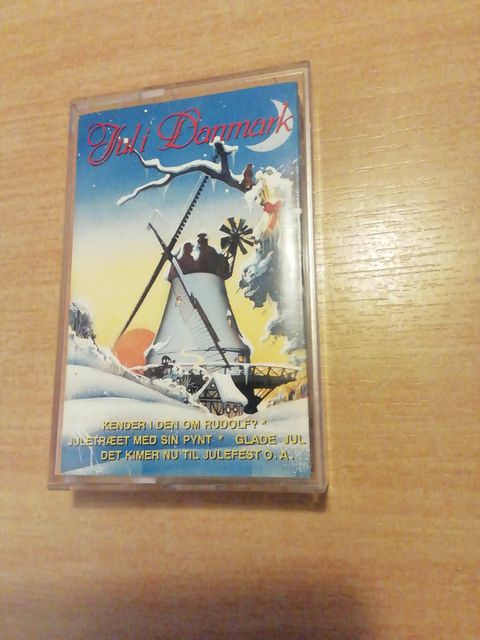 Jul i Danmark
KENDER I DEN OM RUDOLF? *
JULETRÆET MED SIN PYNT * GLADE JUL
DET KIMER NU TIL JULEFEST O. A.